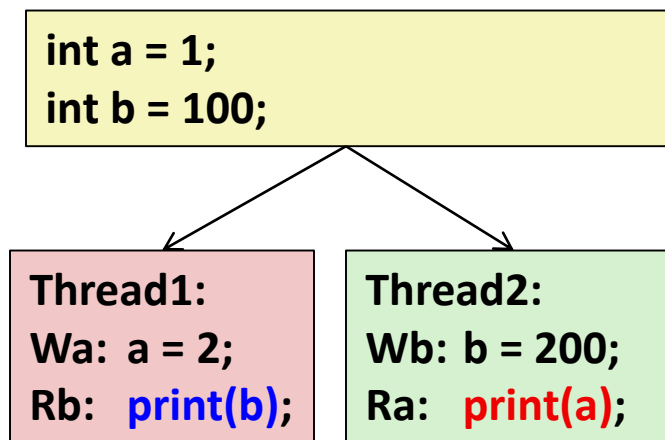 int a = 1;
int b = 100;
Thread1:
Wa: a = 2;
Rb: print(b);
Thread2:
Wb: b = 200;
Ra: print(a);